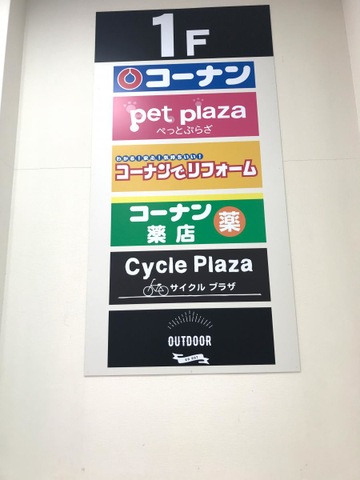 1F
コーナン
pet plaza
ぺっとぷらざ
コーナンでリフォーム
コーナン
薬店
薬
Cycle Plaza
サイクル プラザ
OUTDOOR